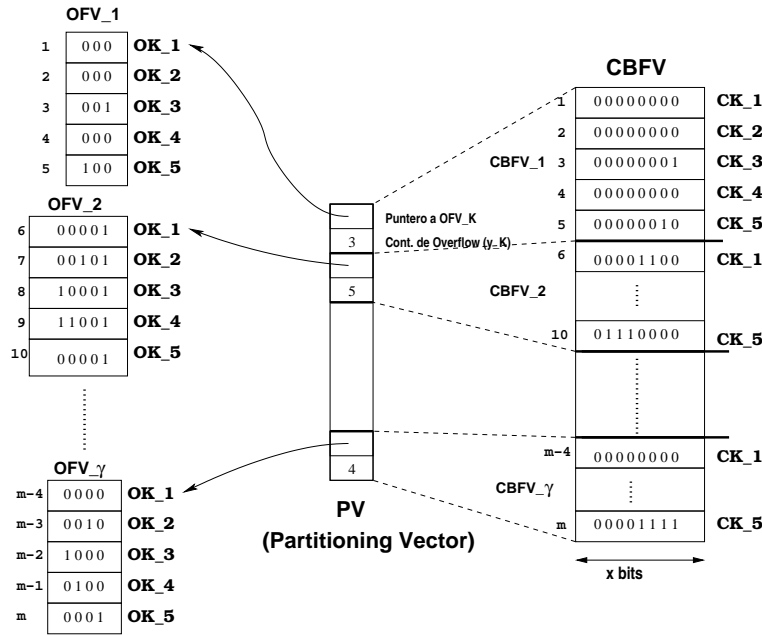 OFV_1
1 000 OK_1
2 000 OK_2
3 001 OK_3
4 000 OK_4
5 100 OK_5
OFV_2
6 00001 OK_1
7 00101 OK_2
8 10001 OK_3
9 11001 OK_4
10 00001 OK_5
OFV_γ
m-4 0000 OK_1
m-3 0010 OK_2
m-2 1000 OK_3
m-1 0100 OK_4
m 0001 OK_5
Puntero a OFV_K
3 Cont. de Overflow (y_K)
5
4
PV
(Partitioning Vector)
CBFV
1 00000000 CK_1
2 00000000 CK_2
CBFV_1 3 00000001 CK_3
4 00000000 CK_4
5 00000010 CK_5
6 00001100 CK_1
CBFV_2
10 01110000 CK_5
m-4 00000000 CK_1
CBFV_γ
m 00001111 CK_5
x bits